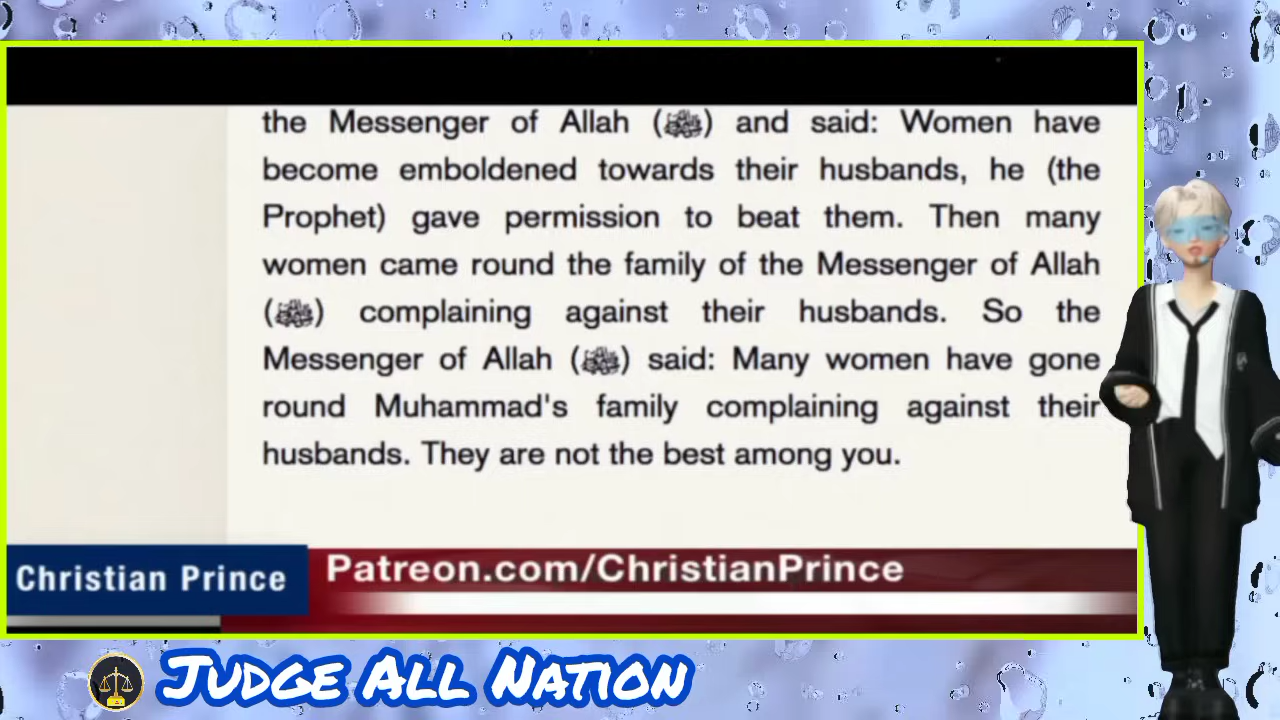 the Messenger of Allah (ﷺ) and said: Women have
become emboldened towards their husbands, he (the
Prophet) gave permission to beat them. Then many
women came round the family of the Messenger of Allah
(ﷺ) complaining against their husbands. So the
Messenger of Allah (ﷺ) said: Many women have gone
round Muhammad's family complaining against their
husbands. They are not the best among you.
Christian Prince
Patreon.com/ChristianPrince
Judge All Nation